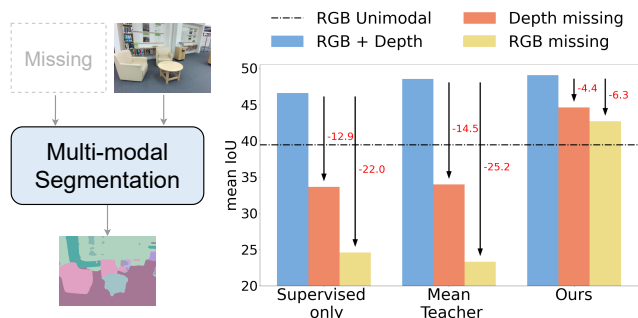 Missing
Multi-modal
Segmentation
RGB Unimodal
RGB + Depth
Depth missing
RGB missing
mean IoU
50
45
40
35
30
25
20
-12.9
-22.0
-14.5
-25.2
-4.4
-6.3
Supervised
only
Mean
Teacher
Ours